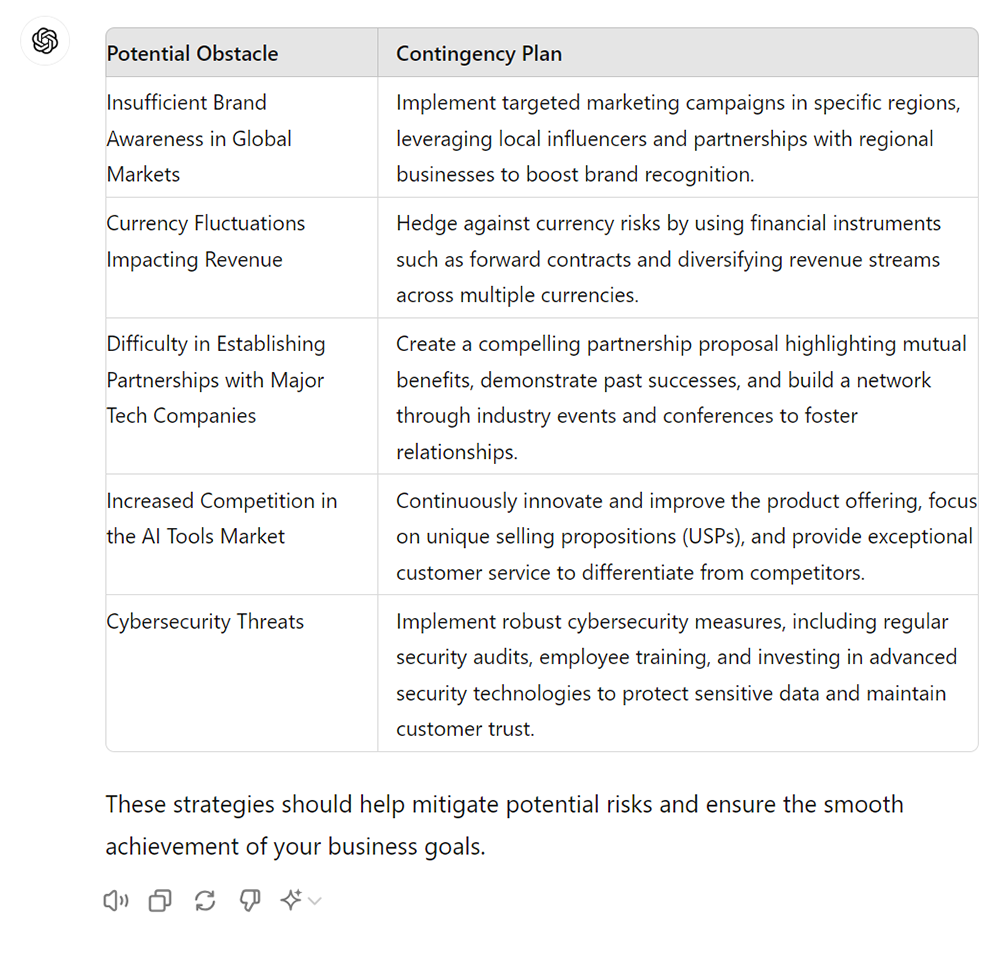 Potential Obstacle
Contingency Plan
Insufficient Brand
Awareness in Global
Markets
Implement targeted marketing campaigns in specific regions,
leveraging local influencers and partnerships with regional
businesses to boost brand recognition.
Currency Fluctuations
Impacting Revenue
Hedge against currency risks by using financial instruments
such as forward contracts and diversifying revenue streams
across multiple currencies.
Difficulty in Establishing
Partnerships with Major
Tech Companies
Create a compelling partnership proposal highlighting mutual
benefits, demonstrate past successes, and build a network
through industry events and conferences to foster
relationships.
Increased Competition in
the AI Tools Market
Continuously innovate and improve the product offering, focus
on unique selling propositions (USPs), and provide exceptional
customer service to differentiate from competitors.
Cybersecurity Threats
Implement robust cybersecurity measures, including regular
security audits, employee training, and investing in advanced
security technologies to protect sensitive data and maintain
customer trust.
These strategies should help mitigate potential risks and ensure the smooth
achievement of your business goals.